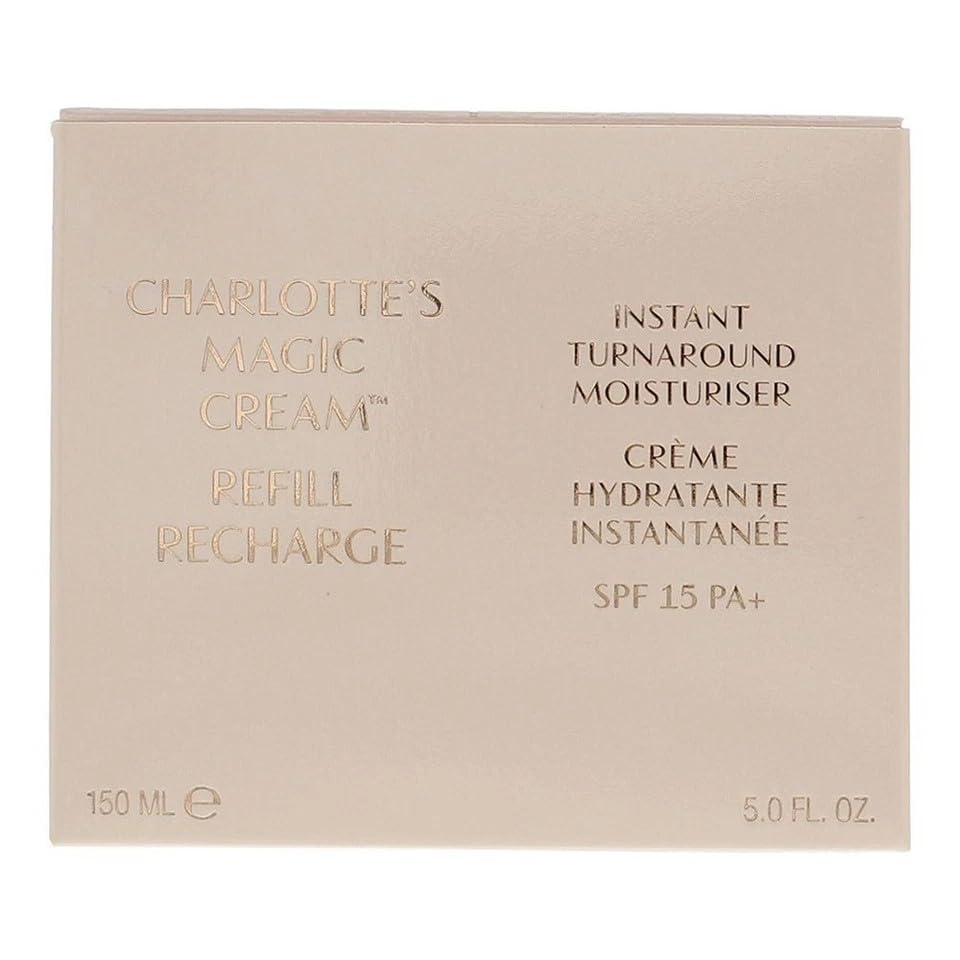 CHARLOTTE'S
MAGIC
CREAM™
REFILL
RECHARGE
INSTANT
TURNAROUND
MOISTURISER
CRÈME
HYDRATANTE
INSTANTANÉE
SPF 15 PA+
150 ML ℮
5.0 FL. OZ.